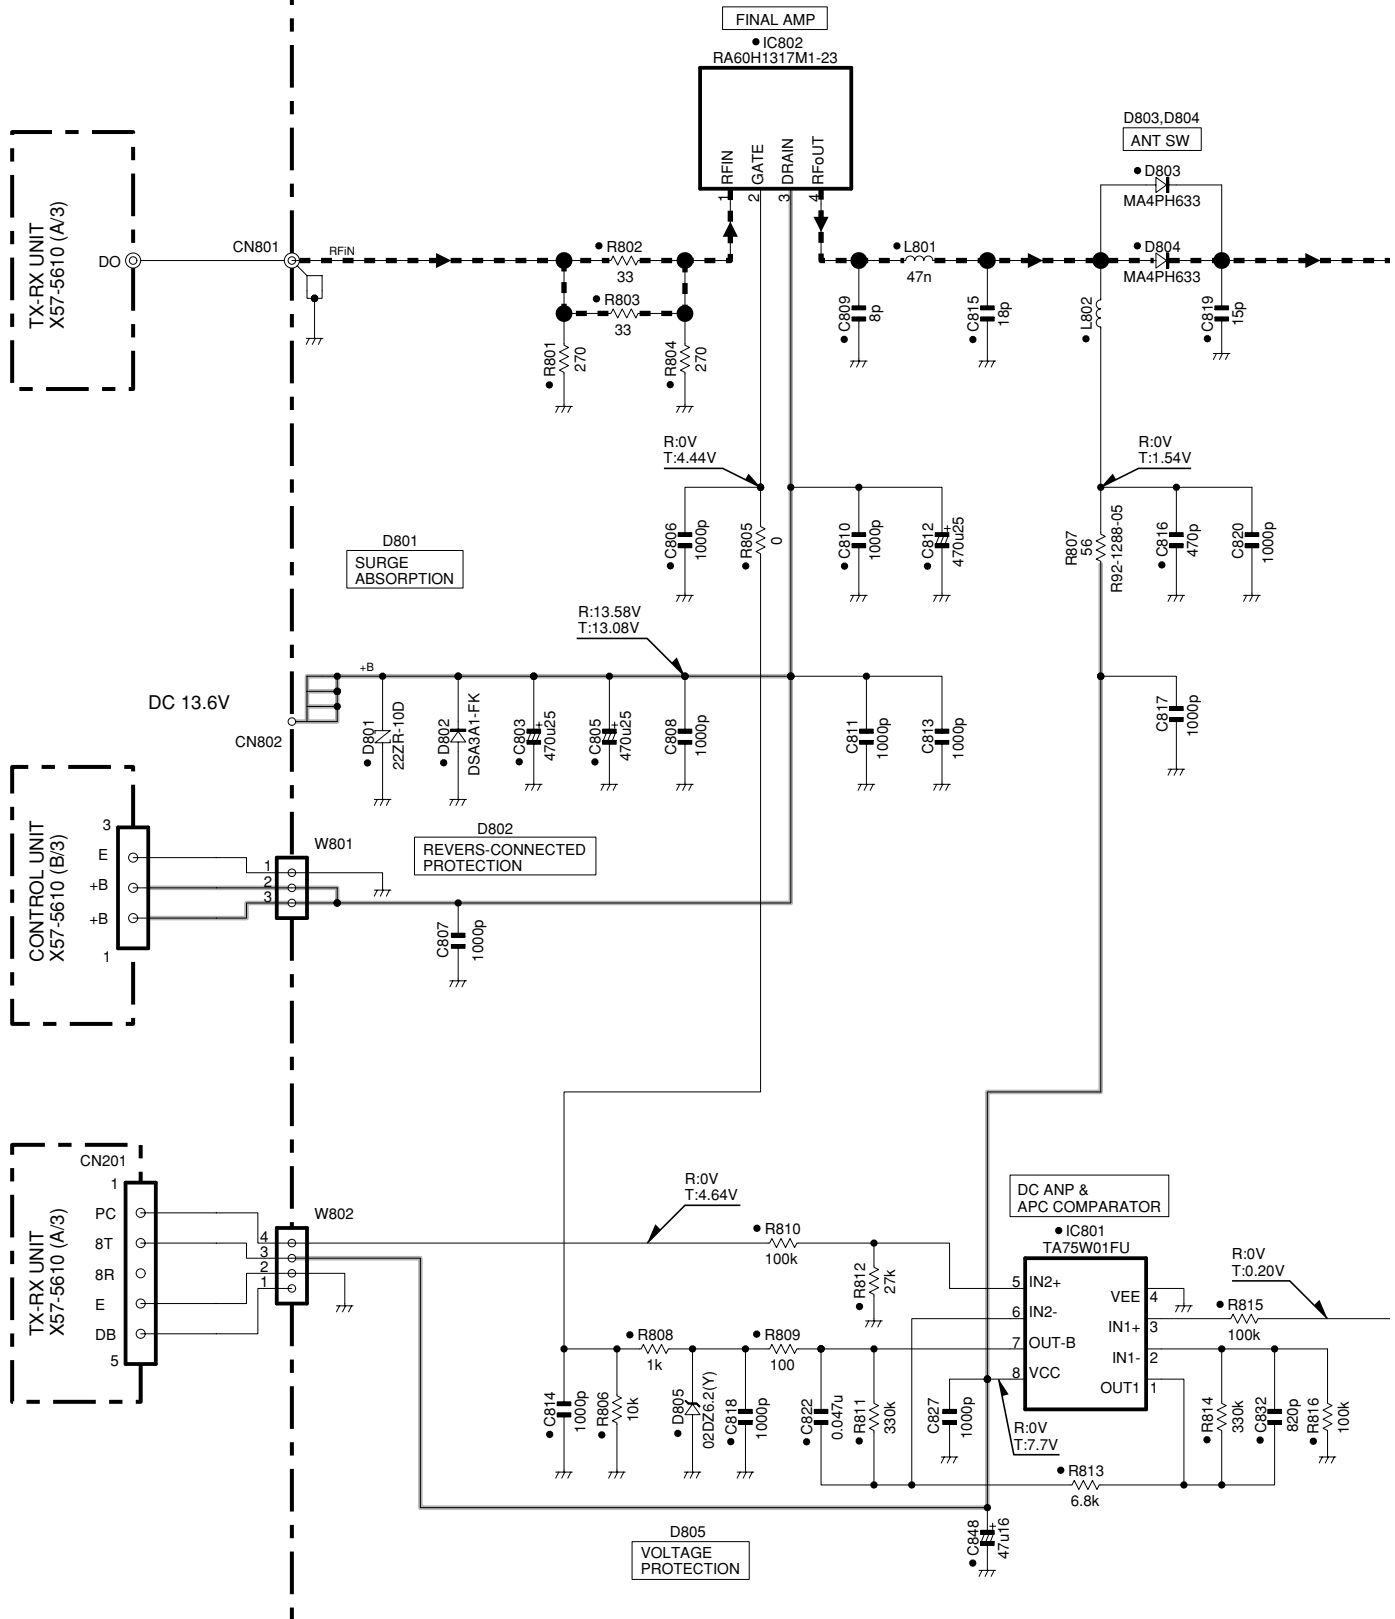 FINAL AMP
IC802
RA60H1317M1-23
RFIN
GATE
DRAIN
RFoUT
1
2
3
4
D803,D804
ANT SW
D803
MA4PH633
D804
MA4PH633
TX-RX UNIT
X57-5610 (A/3)
DO
CN801
RFiN
R802
33
R803
33
R801
270
R804
270
L801
47n
C809
8p
C815
18p
L802
C819
15p
R:0V
T:4.44V
R:0V
T:1.54V
C806
1000p
R805
0
C810
1000p
C812
+
470u25
R807
56
R92-1288-05
C816
470p
C820
1000p
D801
SURGE
ABSORPTION
R:13.58V
T:13.08V
DC 13.6V
+B
CN802
D801
22ZR-10D
D802
DSA3A1-FK
C803
+
470u25
C805
+
470u25
C808
1000p
C811
1000p
C813
1000p
C817
1000p
CONTROL UNIT
X57-5610 (B/3)
3
E
+B
+B
1
W801
1
2
3
D802
REVERS-CONNECTED
PROTECTION
C807
1000p
TX-RX UNIT
X57-5610 (A/3)
CN201
1
PC
8T
8R
E
DB
5
W802
4
3
2
1
R:0V
T:4.64V
R810
100k
R812
27k
DC ANP &
APC COMPARATOR
IC801
TA75W01FU
5 IN2+
6 IN2-
7 OUT-B
8 VCC
VEE 4
IN1+ 3
IN1- 2
OUT1 1
R:0V
T:0.20V
R815
100k
R808
1k
R809
100
C814
1000p
R806
10k
D805
02DZ6.2(Y)
C818
1000p
C822
0.047u
R811
330k
C827
1000p
R:0V
T:7.7V
R814
330k
C832
820p
R816
100k
R813
6.8k
C848
+
47u16
D805
VOLTAGE
PROTECTION